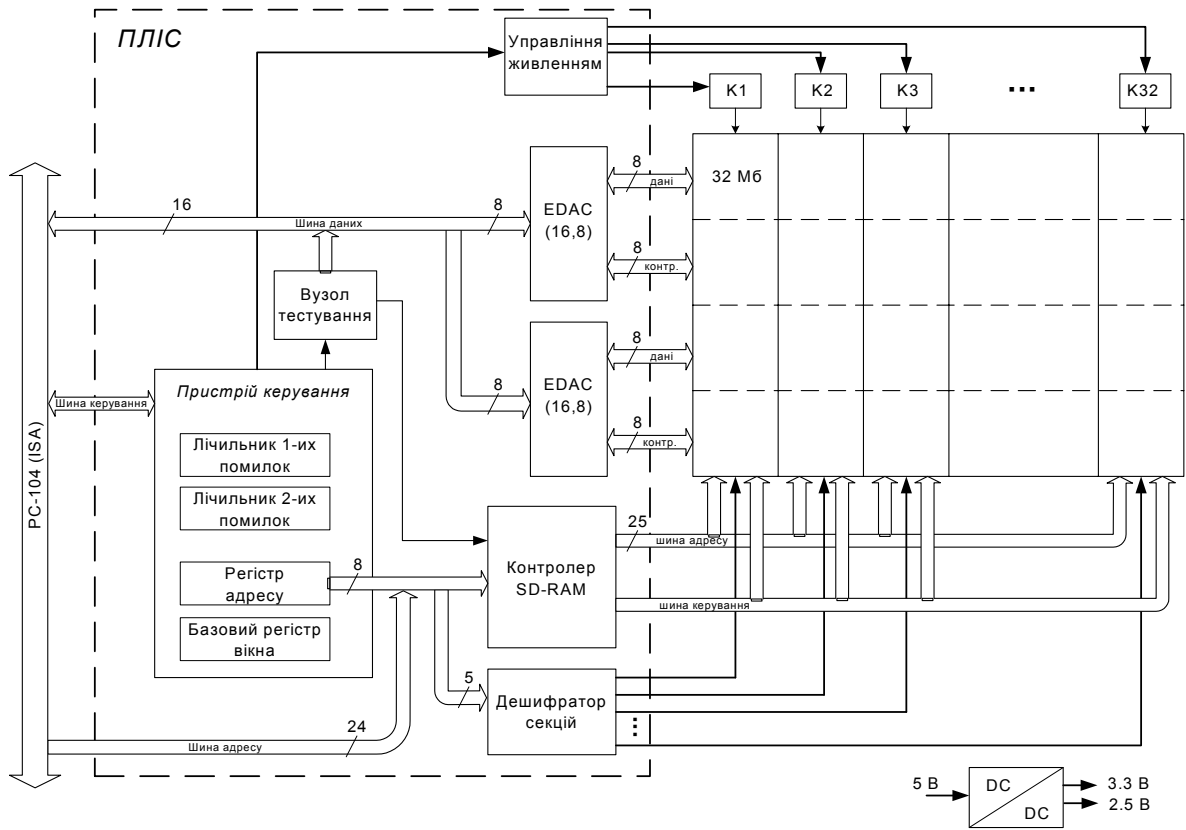 ПЛІС
Управління
живленням
K1
K2
K3
...
K32
32 Мб
8
дані
16
8
Шина даних
EDAC
(16,8)
8
контр.
Вузол
тестування
8
дані
8
EDAC
(16,8)
8
контр.
PC-104 (ISA)
Шина керування
Пристрій керування
Лічильник 1-их
помилок
Лічильник 2-их
помилок
Регістр
адресу
8
Базовий регістр
вікна
Контролер
SD-RAM
25
шина адресу
шина керування
5
Дешифратор
секцій
...
24
Шина адресу
5 В
DC
DC
3.3 В
2.5 В